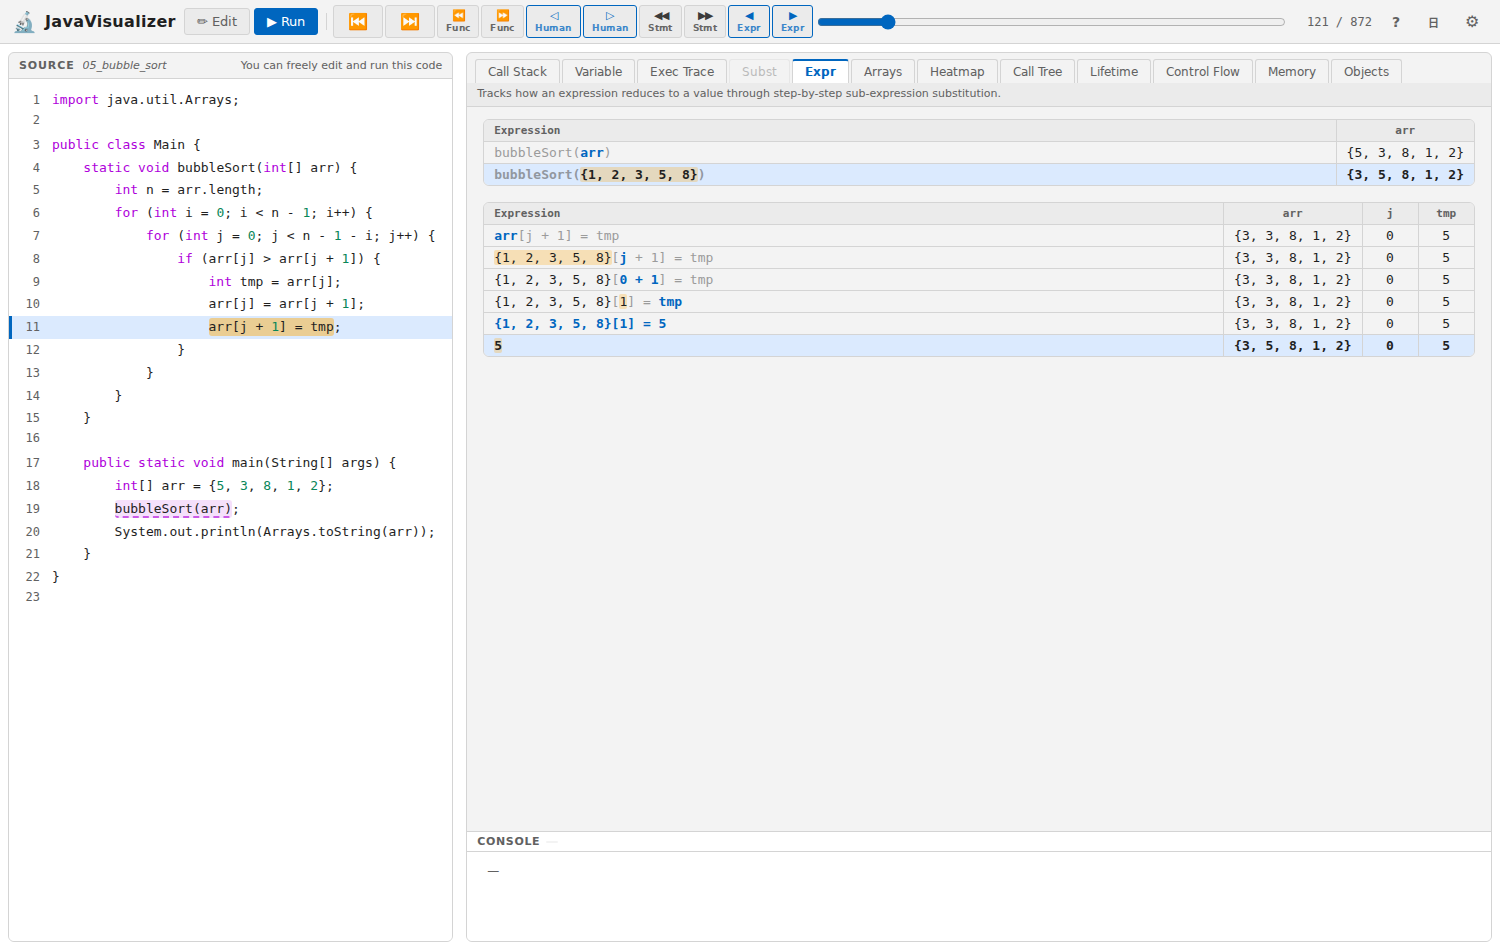 JavaVisualizer
✏ Edit
▶ Run
Func
Func
Human
Human
Stmt
Stmt
Expr
Expr
121 / 872
?
日
SOURCE 05_bubble_sort
You can freely edit and run this code
1 import java.util.Arrays;
2
3 public class Main {
4 static void bubbleSort(int[] arr) {
5 int n = arr.length;
6 for (int i = 0; i < n - 1; i++) {
7 for (int j = 0; j < n - 1 - i; j++) {
8 if (arr[j] > arr[j + 1]) {
9 int tmp = arr[j];
10 arr[j] = arr[j + 1];
11 arr[j + 1] = tmp;
12 }
13 }
14 }
15 }
16
17 public static void main(String[] args) {
18 int[] arr = {5, 3, 8, 1, 2};
19 bubbleSort(arr);
20 System.out.println(Arrays.toString(arr));
21 }
22 }
23
Call Stack
Variable
Exec Trace
Subst
Expr
Arrays
Heatmap
Call Tree
Lifetime
Control Flow
Memory
Objects
Tracks how an expression reduces to a value through step-by-step sub-expression substitution.
Expression arr
bubbleSort(arr) {5, 3, 8, 1, 2}
bubbleSort({1, 2, 3, 5, 8}) {3, 5, 8, 1, 2}
Expression arr j tmp
arr[j + 1] = tmp {3, 3, 8, 1, 2} 0 5
{1, 2, 3, 5, 8}[j + 1] = tmp {3, 3, 8, 1, 2} 0 5
{1, 2, 3, 5, 8}[0 + 1] = tmp {3, 3, 8, 1, 2} 0 5
{1, 2, 3, 5, 8}[1] = tmp {3, 3, 8, 1, 2} 0 5
{1, 2, 3, 5, 8}[1] = 5 {3, 3, 8, 1, 2} 0 5
5 {3, 5, 8, 1, 2} 0 5
CONSOLE —
—